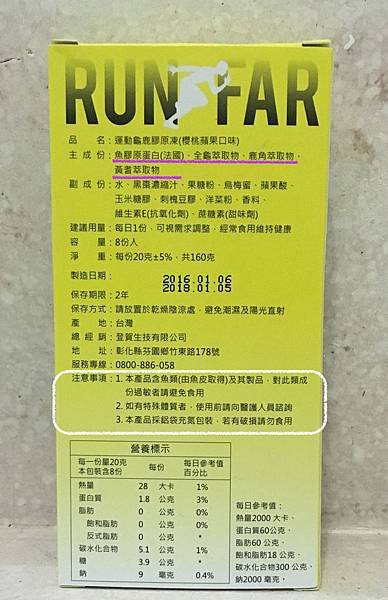 RUN FAR
品　　名：運動龜鹿膠原凍(櫻桃蘋果口味)
主 成 份：魚膠原蛋白(法國)、全龜萃取物、鹿角萃取物、
黃耆萃取物
副 成 份：水、黑棗濃縮汁、果糖粉、烏梅蜜、蘋果酸、
玉米糖膠、刺槐豆膠、洋菜粉、香料、
維生素E(抗氧化劑)、蔗糖素(甜味劑)
建議用量：每日1份，可視需求調整，經常食用維持健康
容　　量：8份入
淨　　重：每份20克±5%、共160克
製造日期：2016.01.06
2018.01.05
保存期限：2年
保存方式：請放置於乾燥陰涼處，避免潮濕及陽光直射
產　　地：台灣
總 經 銷：登賀生技有限公司
地　　址：彰化縣芬園鄉竹東路178號
服務專線：0800-886-058
注意事項：1. 本產品含魚類(由魚皮取得)及其製品，對此類成
份過敏者請避免食用
2. 如有特殊體質者，使用前請向醫護人員諮詢
3. 本產品採鋁袋充氮包裝，若有破損請勿食用
營養標示
每一份量20克
本包裝含8份
每份
每日參考值
百分比
熱量 28 大卡 1%
蛋白質 1.8 公克 3%
脂肪 0 公克 0%
飽和脂肪 0 公克 0%
反式脂肪 0 公克 *
碳水化合物 5.1 公克 1%
糖 3.9 公克 *
鈉 9 毫克 0.4%
每日參考值：
熱量2000 大卡、
蛋白質60公克、
脂肪60 公克、
飽和脂肪18 公克、
碳水化合物300 公克、
鈉2000 毫克。